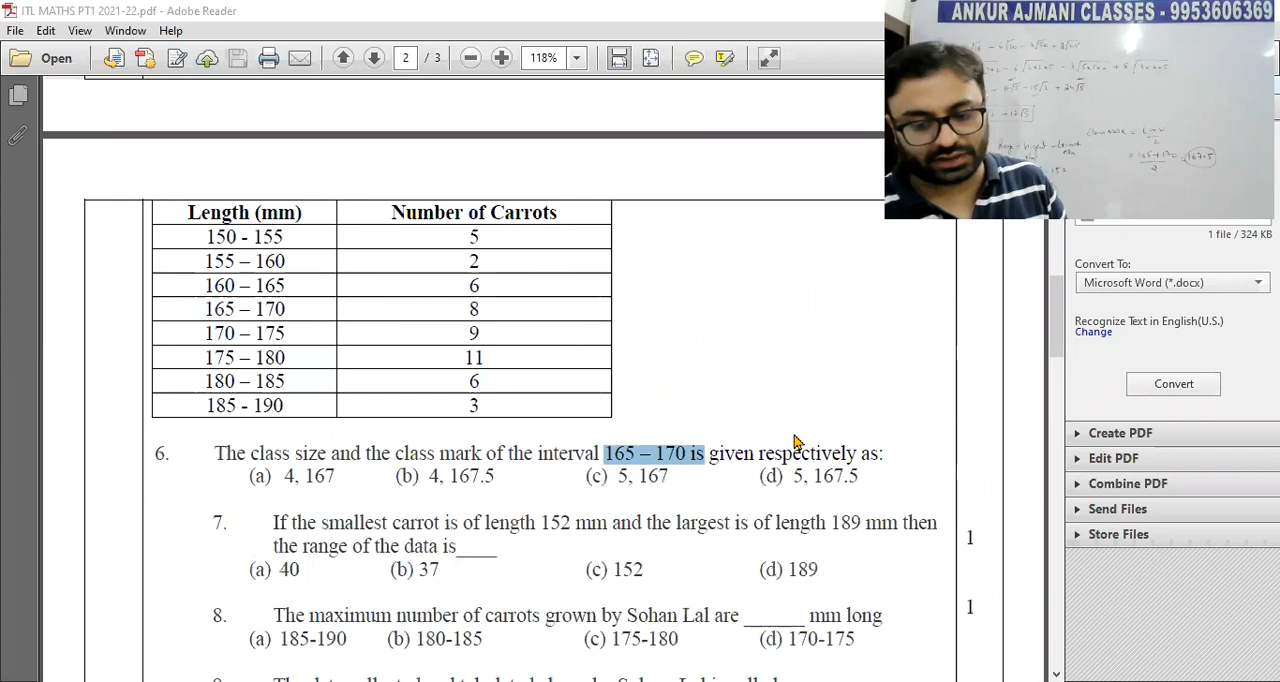 ITL MATHS PT1 2021-22.pdf - Adobe Reader
File Edit View Window Help
Open 2 / 3 118%
ANKUR AJMANI CLASSES - 9953606369
Length (mm) Number of Carrots
150 - 155 5
155 – 160 2
160 – 165 6
165 – 170 8
170 – 175 9
175 – 180 11
180 – 185 6
185 - 190 3
6. The class size and the class mark of the interval 165 – 170 is given respectively as:
(a) 4, 167 (b) 4, 167.5 (c) 5, 167 (d) 5, 167.5
7. If the smallest carrot is of length 152 mm and the largest is of length 189 mm then 1
the range of the data is____
(a) 40 (b) 37 (c) 152 (d) 189
8. The maximum number of carrots grown by Sohan Lal are ______ mm long 1
(a) 185-190 (b) 180-185 (c) 175-180 (d) 170-175
1 file / 324 KB
Convert To:
Microsoft Word (*.docx)
Recognize Text in English(U.S.)
Change
Convert
Create PDF
Edit PDF
Combine PDF
Send Files
Store Files